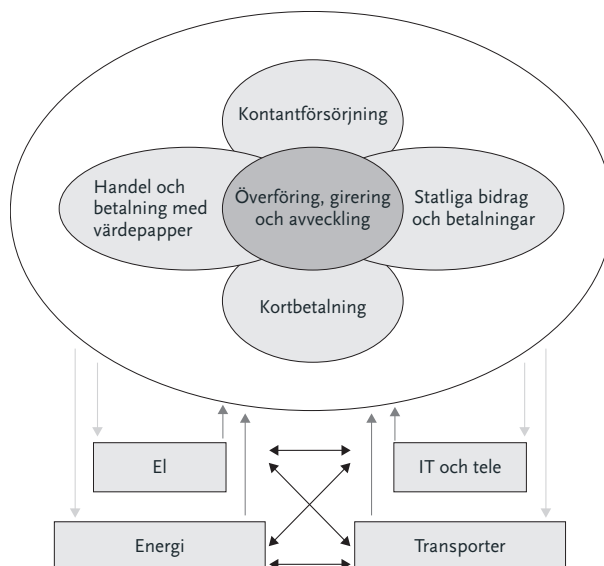 Kontantförsörjning
Handel och
betalning med
värdepapper
Överföring, girering
och avveckling
Statliga bidrag
och betalningar
Kortbetalning
El
IT och tele
Energi
Transporter